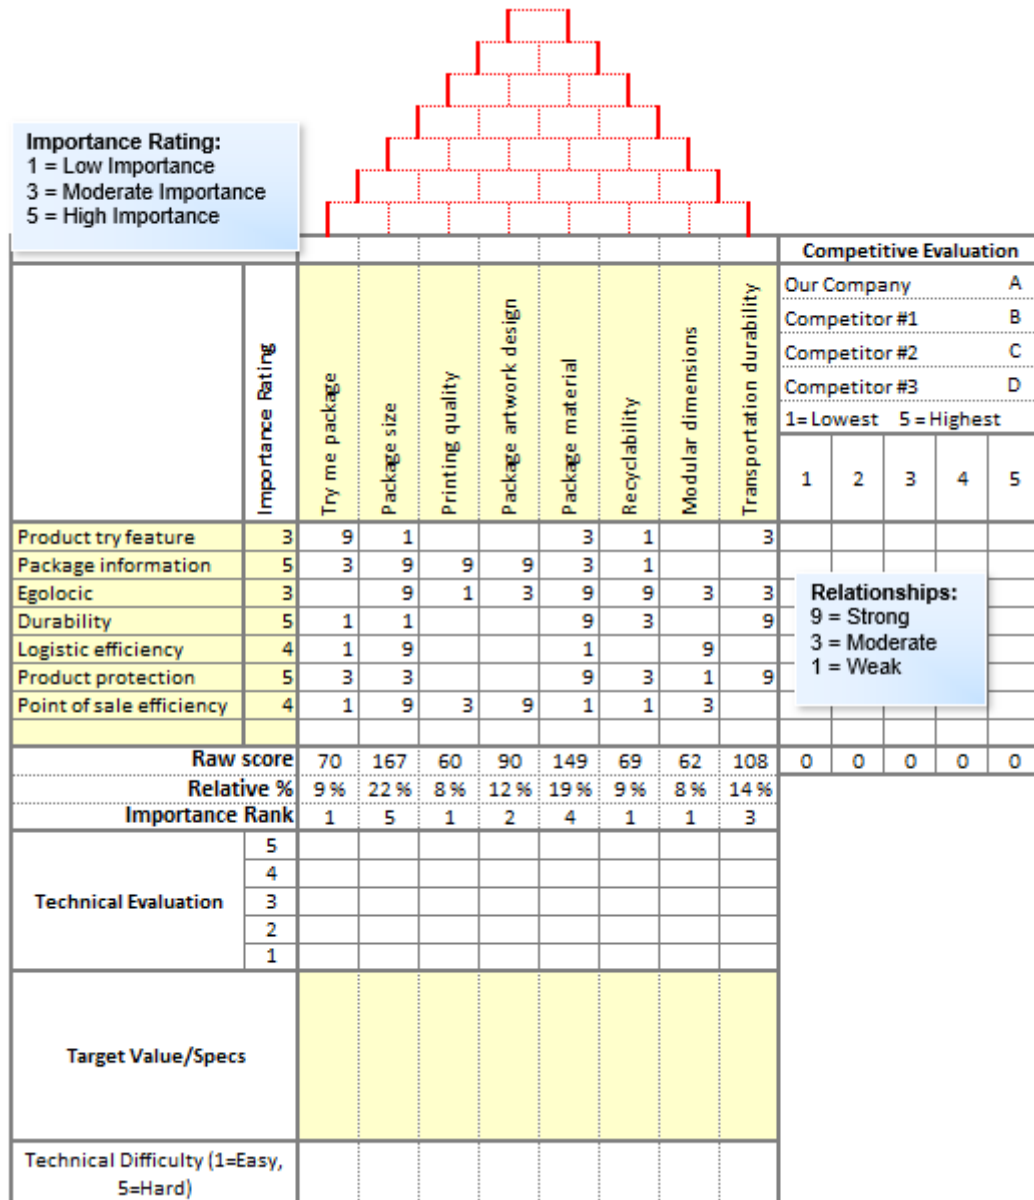 Importance Rating:
1 = Low Importance
3 = Moderate Importance
5 = High Importance
Competitive Evaluation
Our Company A
Competitor #1 B
Competitor #2 C
Competitor #3 D
1= Lowest 5 = Highest
Importance Rating
Try me package
Package size
Printing quality
Package artwork design
Package material
Recyclability
Modular dimensions
Transportation durability
1 2 3 4 5
Product try feature 3 9 1 3 1 3
Package information 5 3 9 9 9 3 1
Egolocic 3 9 1 3 9 9 3 3
Durability 5 1 1 9 3 9
Logistic efficiency 4 1 9 1 9
Product protection 5 3 3 9 3 1 9
Point of sale efficiency 4 1 9 3 9 1 1 3
Relationships:
9 = Strong
3 = Moderate
1 = Weak
Raw score 70 167 60 90 149 69 62 108 0 0 0 0 0
Relative % 9 % 22 % 8 % 12 % 19 % 9 % 8 % 14 %
Importance Rank 1 5 1 2 4 1 1 3
Technical Evaluation
5
4
3
2
1
Target Value/Specs
Technical Difficulty (1=Easy,
5=Hard)